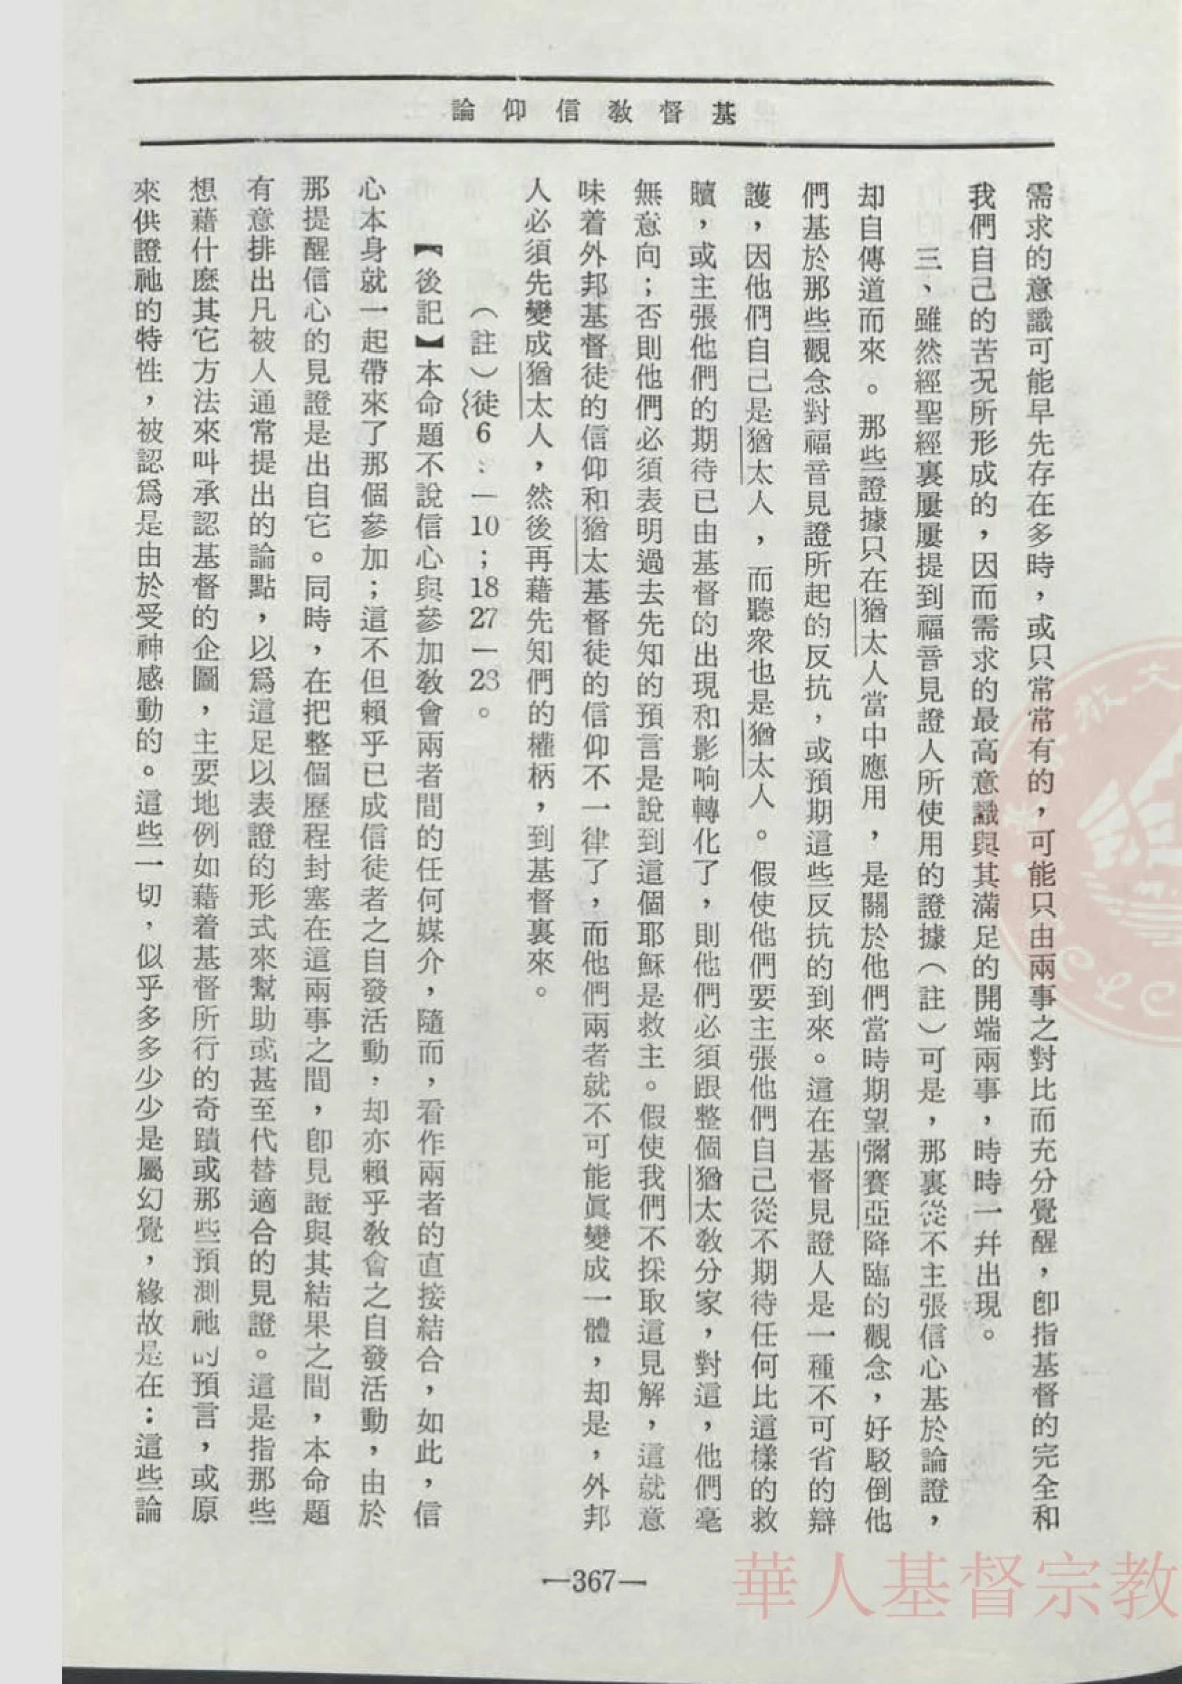 基督教信仰論
需求的意識可能早先存在多時，或只常常有的，可能只由兩事之對比而充分覺醒，卽指基督的完全和
我們自己的苦況所形成的，因而需求的最高意識與其滿足的開端兩事，時時一幷出現。
三、雖然經聖經裏屢屢提到福音見證人所使用的證據（註）可是，那裏從不主張信心基於論證，
却自傳道而來。那些證據只在猶太人當中應用，是關於他們當時期望彌賽亞降臨的觀念，好駁倒他
們基於那些觀念對福音見證所起的反抗，或預期這些反抗的到來。這在基督見證人是一種不可省的辯
護，因他們自己是猶太人，而聽衆也是猶太人。假使他們要主張他們自己從不期待任何比這樣的救
贖，或主張他們的期待已由基督的出現和影响轉化了，則他們必須跟整個猶太敎分家，對這，他們毫
無意向；否則他們必須表明過去先知的預言是說到這個耶穌是救主。假使我們不採取這見解，這就意
味着外邦基督徒的信仰和猶太基督徒的信仰不一律了，而他們兩者就不可能眞變成一體，却是，外邦
人必須先變成猶太人，然後再藉先知們的權柄，到基督裏來。
（註）徒6：一10；18 27一23。
【後記】本命題不說信心與參加敎會兩者間的任何媒介，隨而，看作兩者的直接結合，如此，信
心本身就一起帶來了那個參加；這不但賴乎已成信徒者之自發活動，却亦賴乎敎會之自發活動，由於
那提醒信心的見證是出自它。同時，在把整個歷程封塞在這兩事之間，卽見證與其結果之間，本命題
有意排出凡被人通常提出的論點，以爲這足以表證的形式來幫助或甚至代替適合的見證。這是指那些
想藉什麽其它方法來叫承認基督的企圖，主要地例如藉着基督所行的奇蹟或那些預測祂的預言，或原
來供證祂的特性，被認爲是由於受神感動的。這些一切，似乎多多少少是屬幻覺，緣故是在：這些論
—367—
華人基督宗教